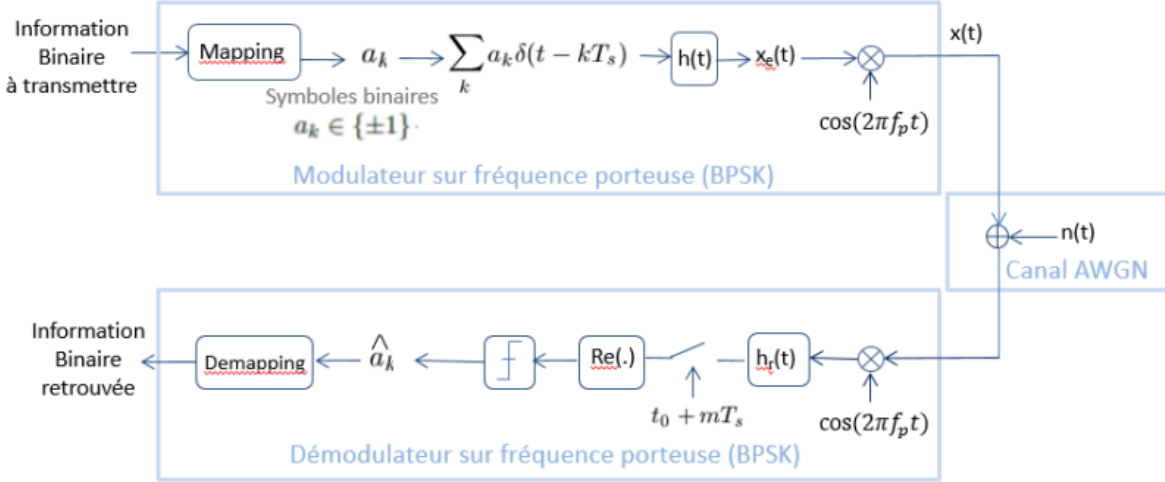 Information
Binaire
à transmettre
Mapping
a_k
∑_k a_k δ(t − kT_s)
h(t)
x_e(t)
x(t)
Symboles binaires
a_k ∈ {±1}
cos(2πf_p t)
Modulateur sur fréquence porteuse (BPSK)
n(t)
Canal AWGN
Information
Binaire
retrouvée
Demapping
â_k
Re(.)
h_r(t)
t_0 + mT_s
cos(2πf_p t)
Démodulateur sur fréquence porteuse (BPSK)